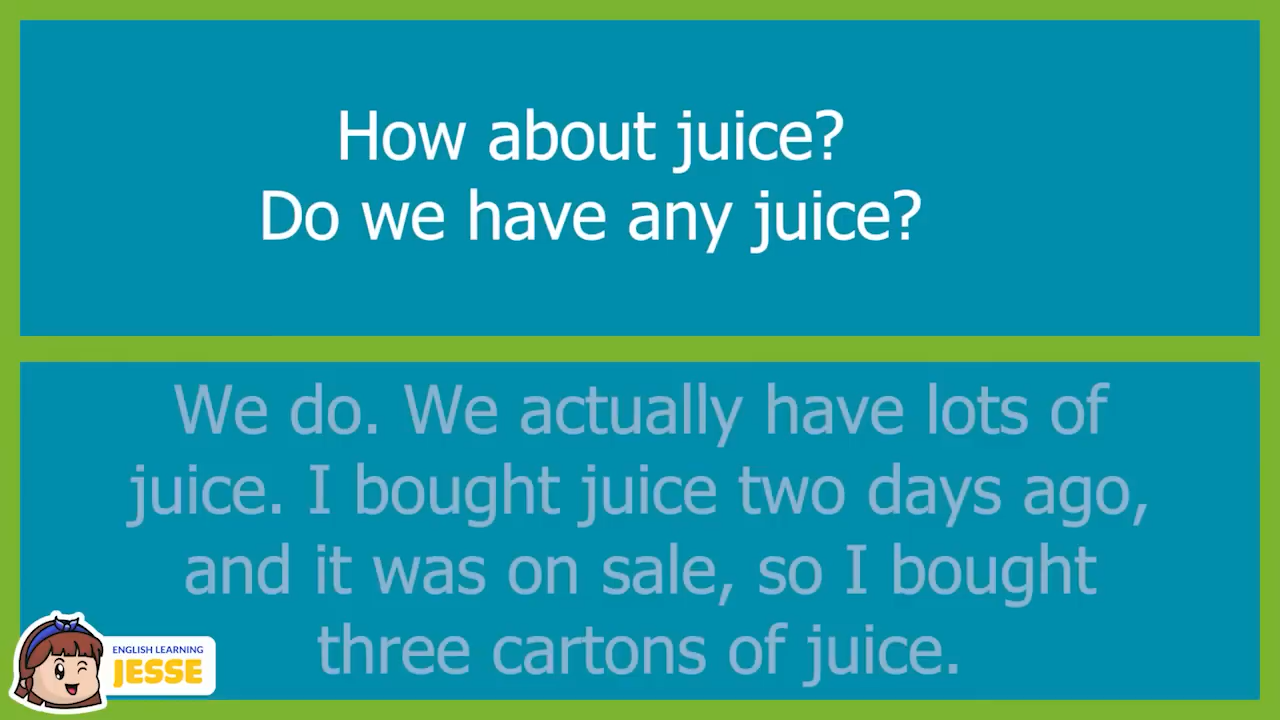 How about juice?
Do we have any juice?
We do. We actually have lots of
juice. I bought juice two days ago,
and it was on sale, so I bought
three cartons of juice.
ENGLISH LEARNING
JESSE